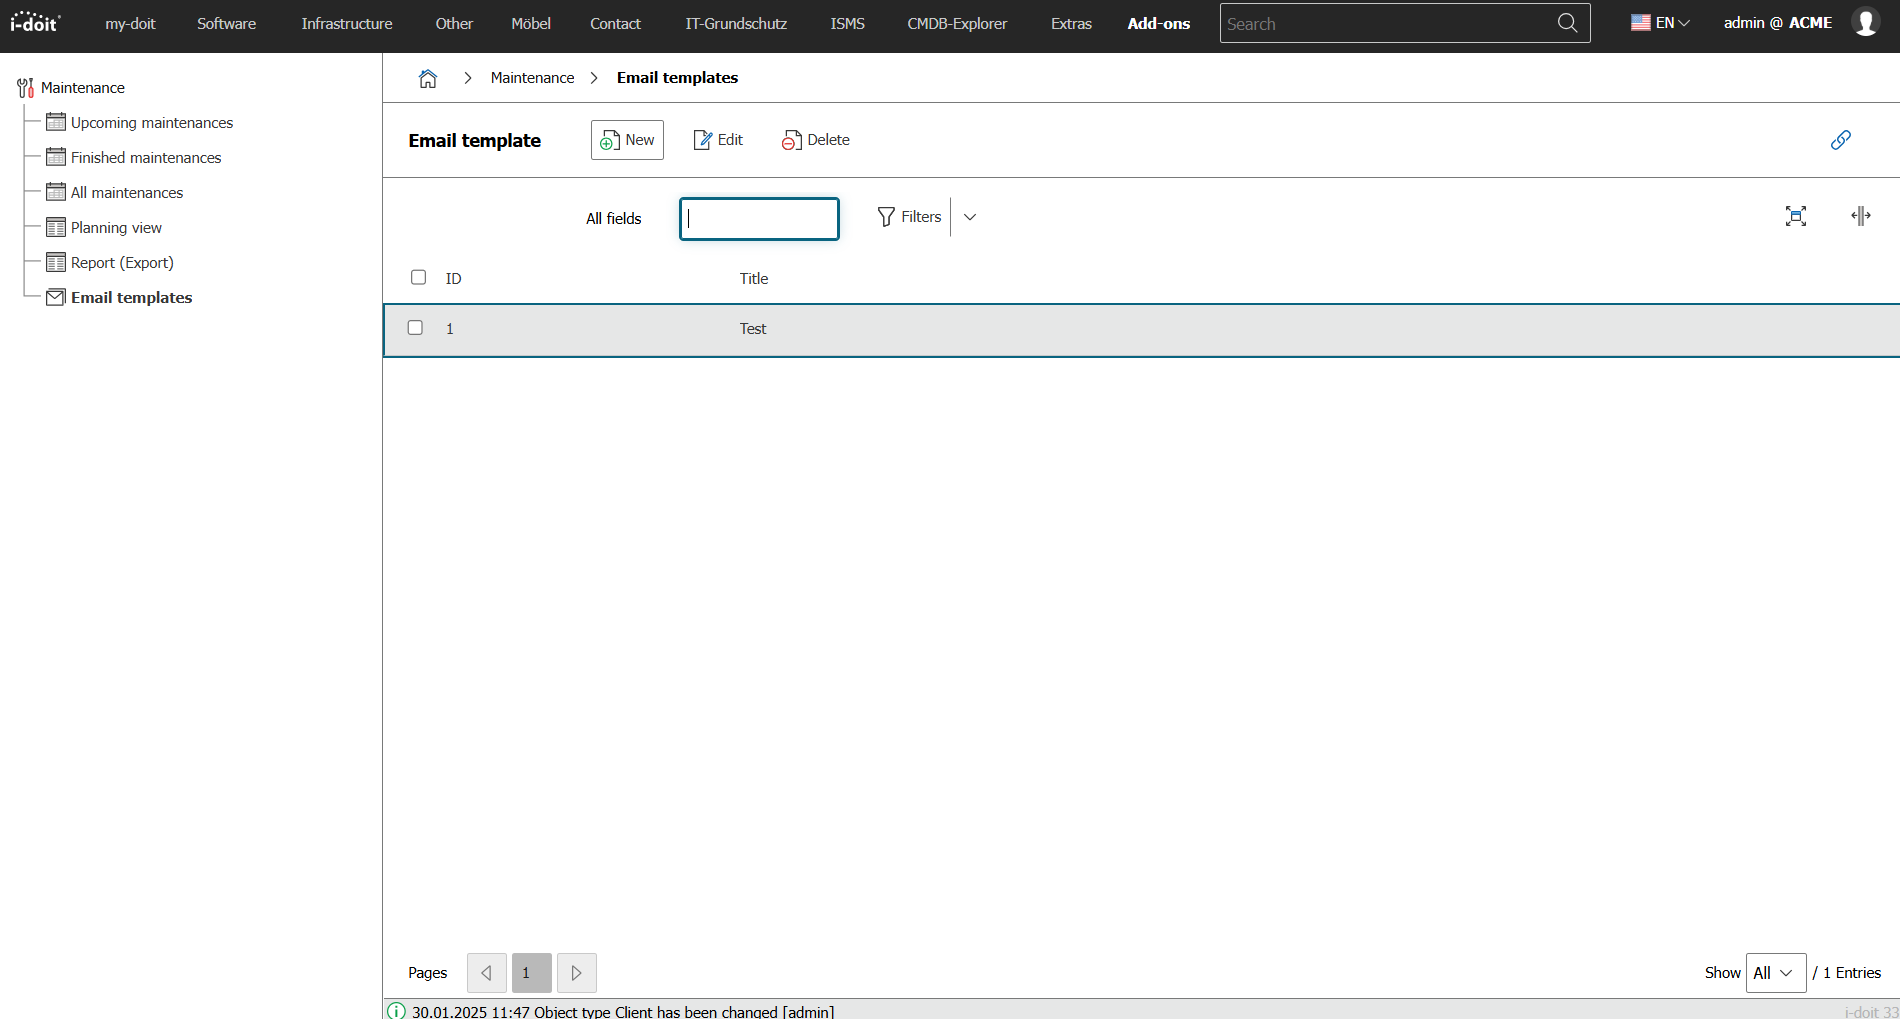 i-doit my-doit Software Infrastructure Other Möbel Contact IT-Grundschutz ISMS CMDB-Explorer Extras Add-ons Search EN admin @ ACME
Maintenance
Upcoming maintenances
Finished maintenances
All maintenances
Planning view
Report (Export)
Email templates
Maintenance Email templates
Email template New Edit Delete
All fields Filters
ID Title
1 Test
Pages 1 Show All / 1 Entries
30.01.2025 11:47 Object type Client has been changed [admin] i-doit 33